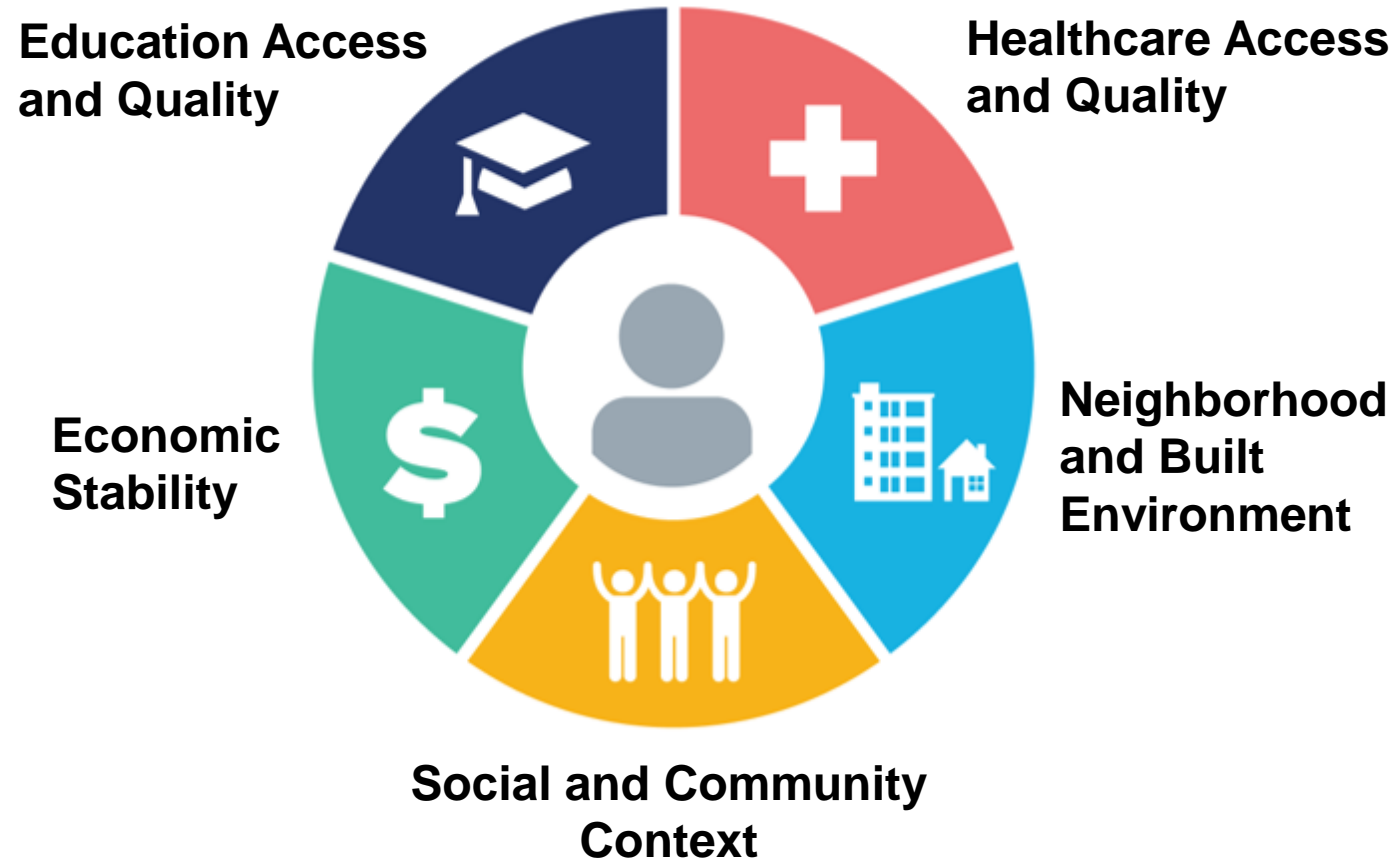 Education Access
and Quality
Healthcare Access
and Quality
Economic
Stability
Neighborhood
and Built
Environment
Social and Community
Context